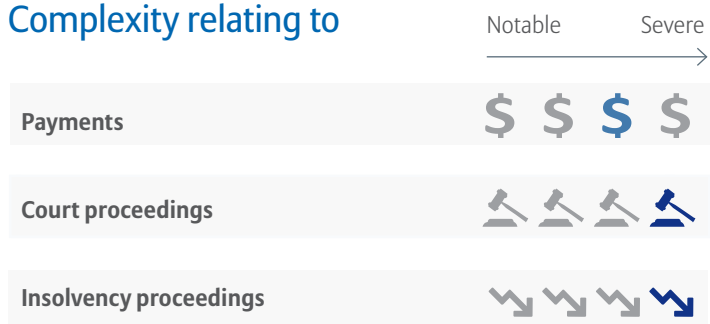 Complexity relating to
Notable Severe
Payments
$ $ $ $
Court proceedings
Insolvency proceedings